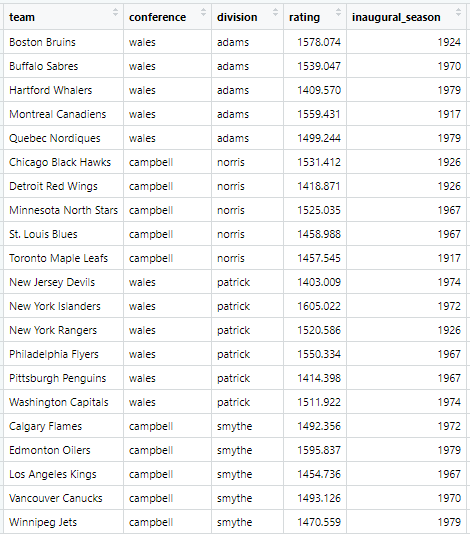 team conference division rating inaugural_season
Boston Bruins wales adams 1578.074 1924
Buffalo Sabres wales adams 1539.047 1970
Hartford Whalers wales adams 1409.570 1979
Montreal Canadiens wales adams 1559.431 1917
Quebec Nordiques wales adams 1499.244 1979
Chicago Black Hawks campbell norris 1531.412 1926
Detroit Red Wings campbell norris 1418.871 1926
Minnesota North Stars campbell norris 1525.035 1967
St. Louis Blues campbell norris 1458.988 1967
Toronto Maple Leafs campbell norris 1457.545 1917
New Jersey Devils wales patrick 1403.009 1974
New York Islanders wales patrick 1605.022 1972
New York Rangers wales patrick 1520.586 1926
Philadelphia Flyers wales patrick 1550.334 1967
Pittsburgh Penguins wales patrick 1414.398 1967
Washington Capitals wales patrick 1511.922 1974
Calgary Flames campbell smythe 1492.356 1972
Edmonton Oilers campbell smythe 1595.837 1979
Los Angeles Kings campbell smythe 1454.736 1967
Vancouver Canucks campbell smythe 1493.126 1970
Winnipeg Jets campbell smythe 1470.559 1979